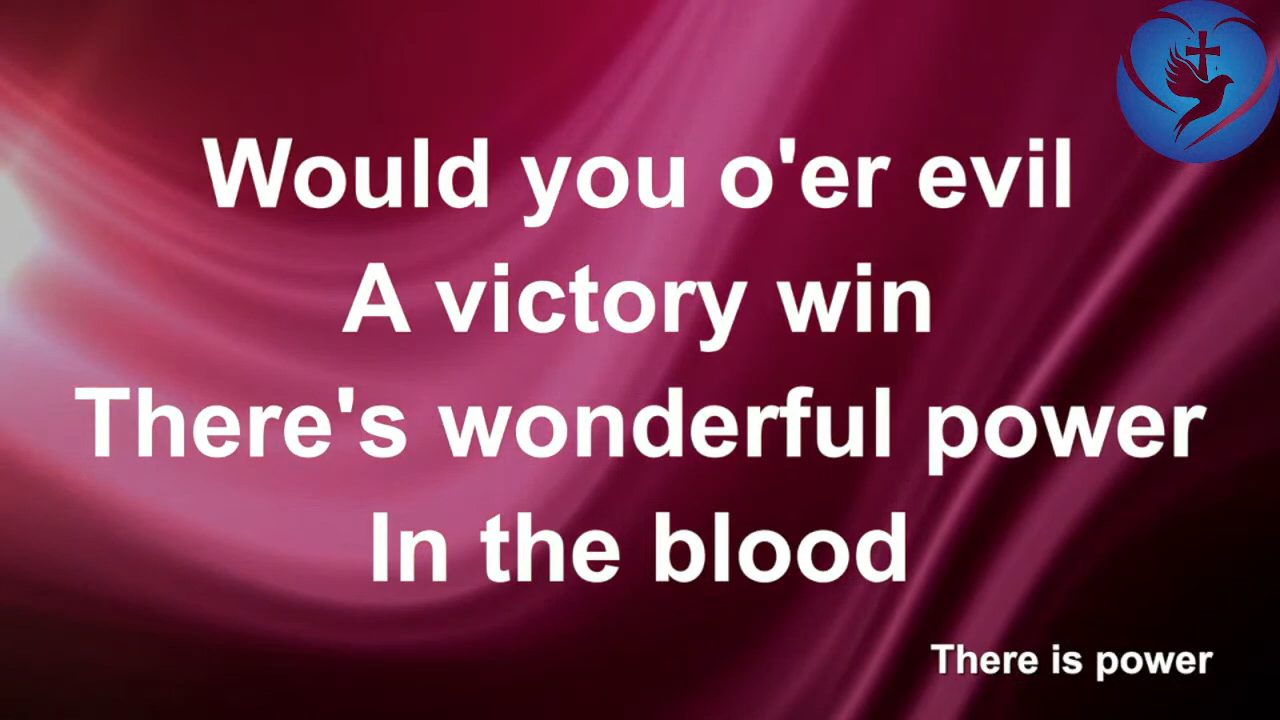 Would you o'er evil
A victory win
There's wonderful power
In the blood
There is power